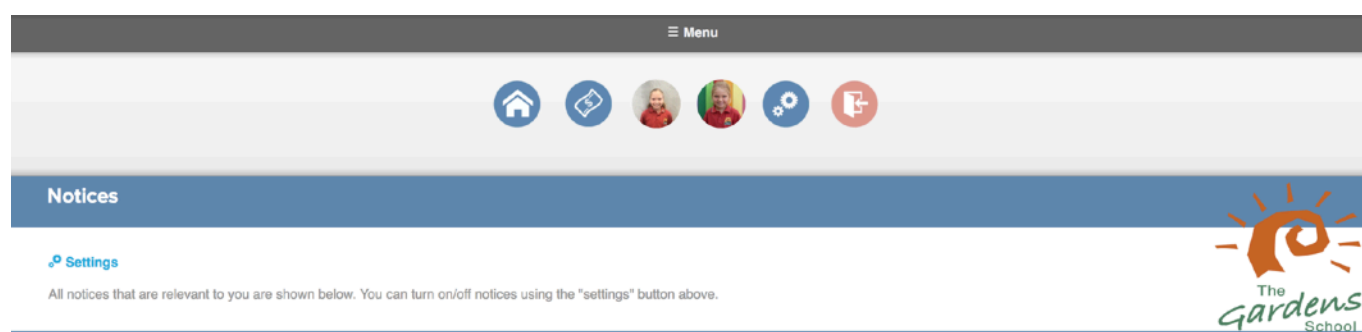 ☰ Menu
Notices
Settings
All notices that are relevant to you are shown below. You can turn on/off notices using the "settings" button above.
The
Gardens
School